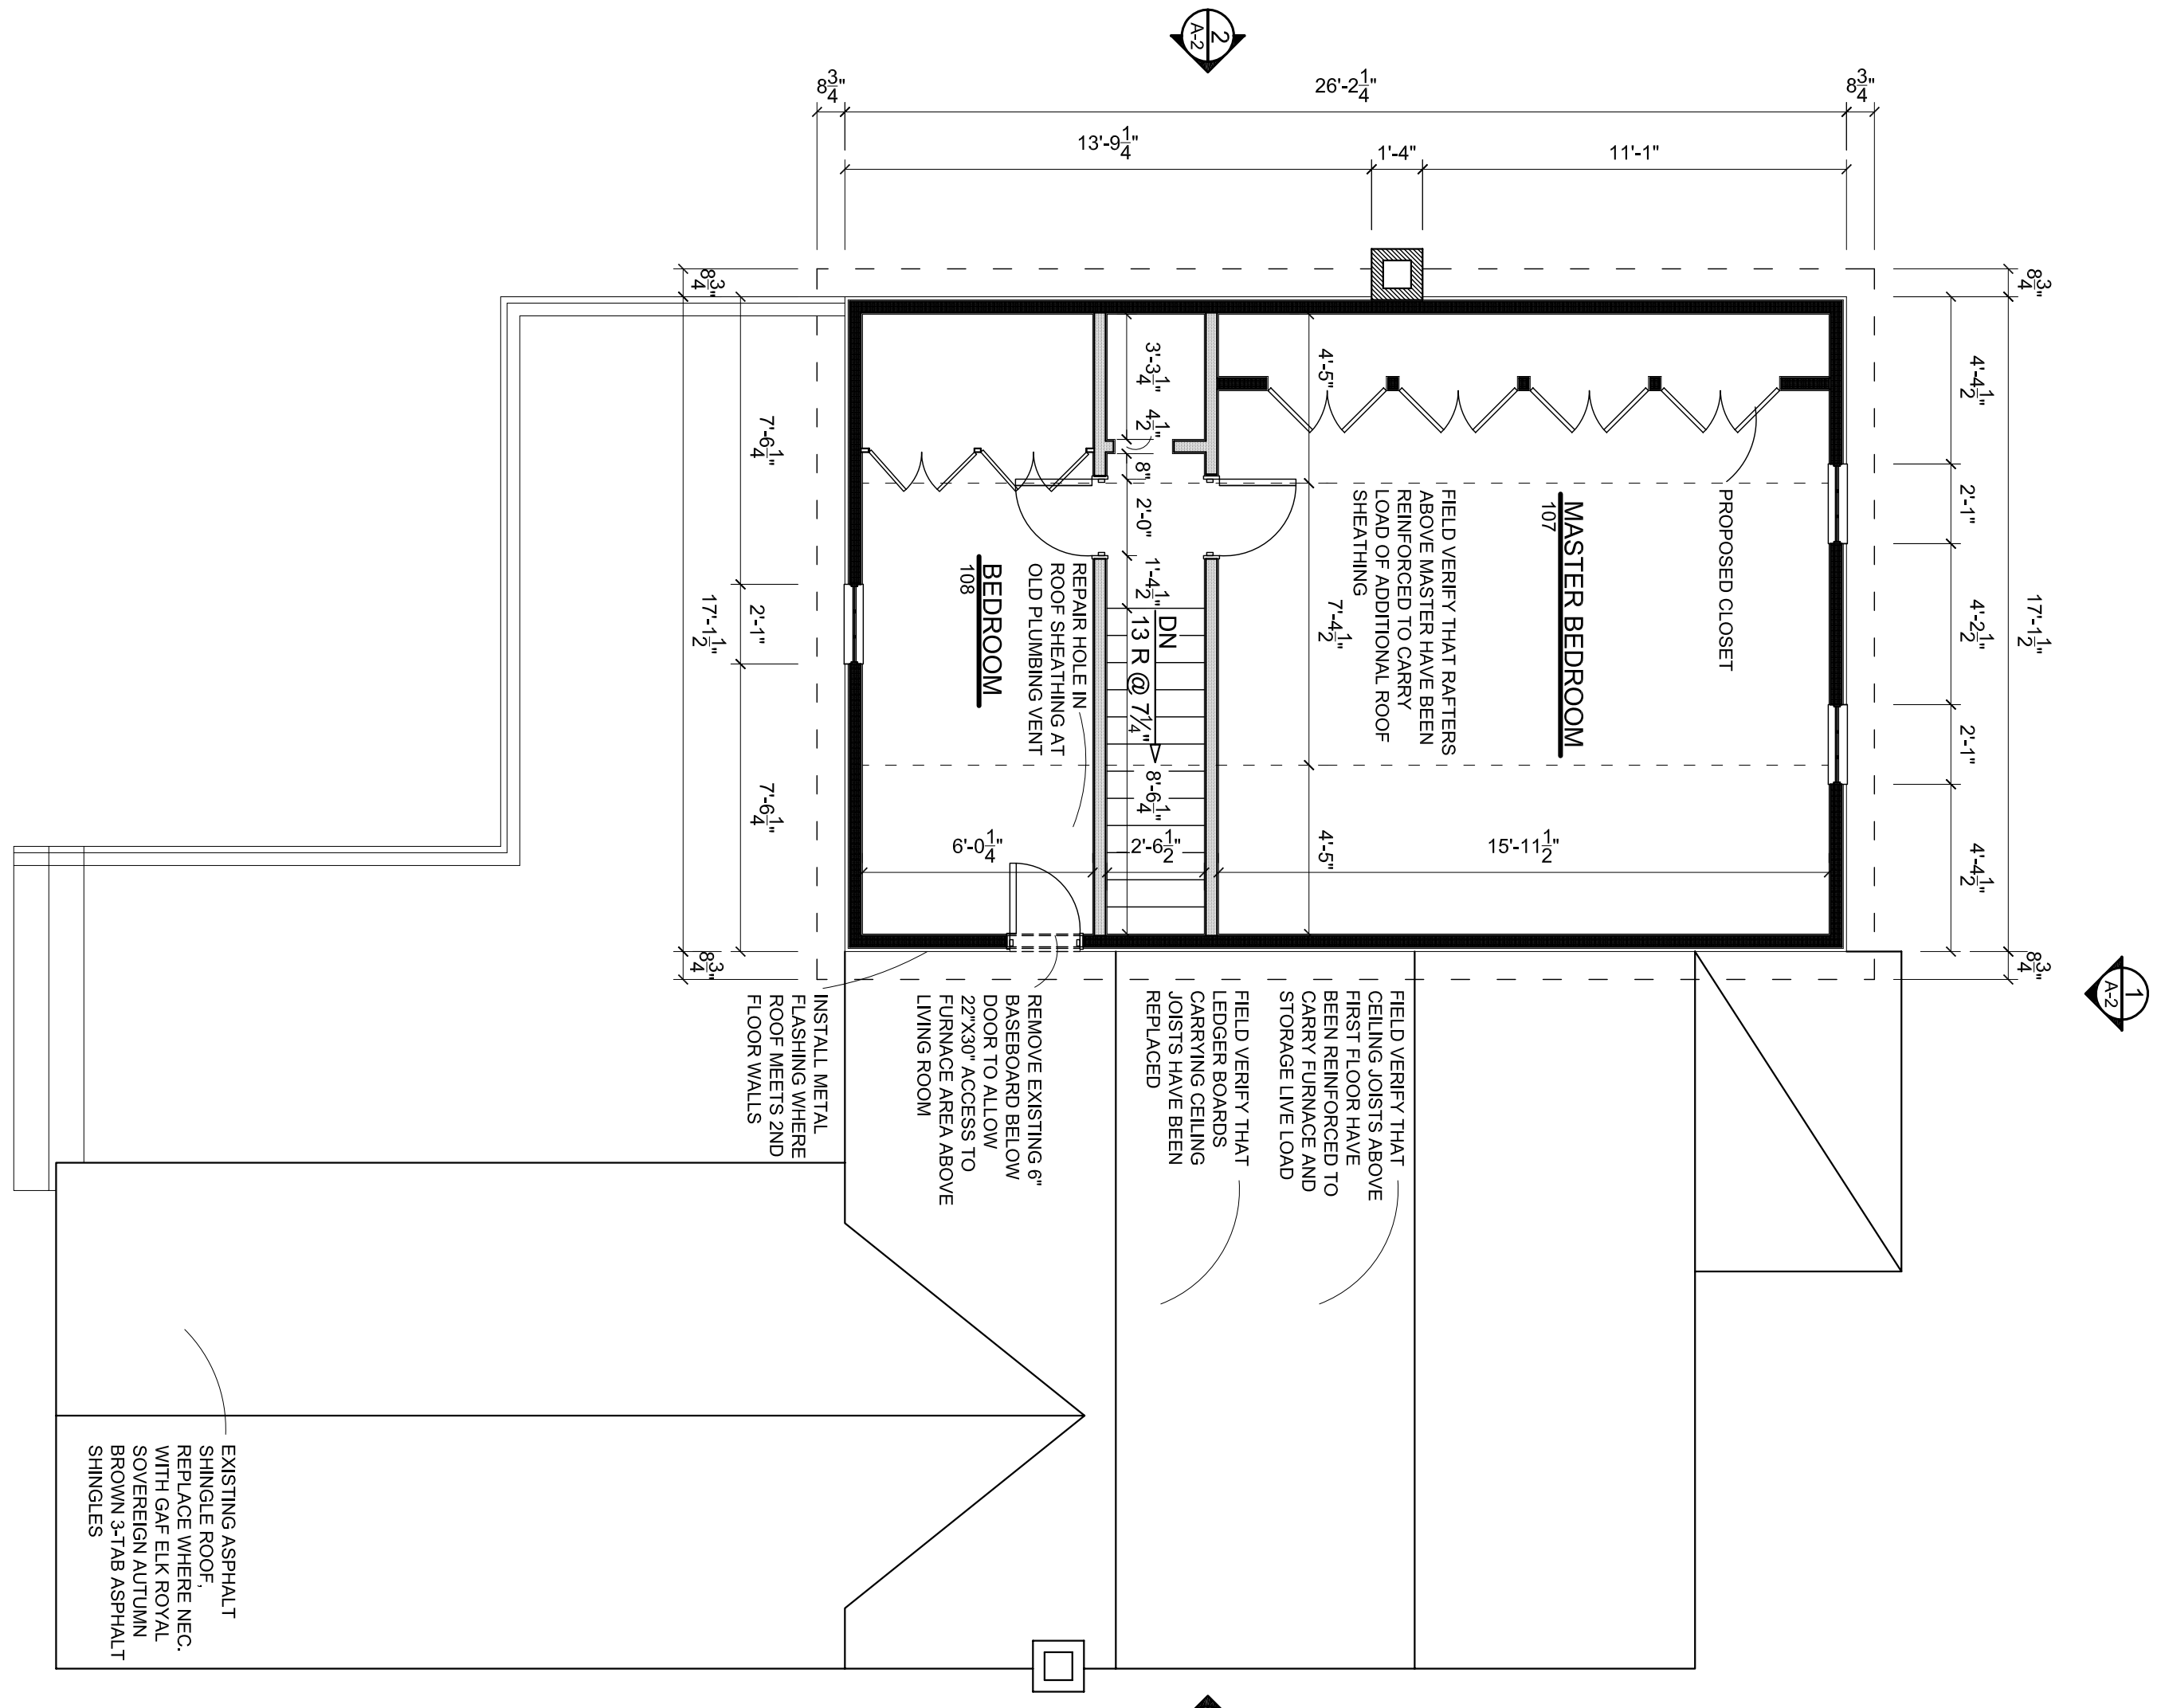 2
A-2
8 3/4"
26'-2 1/4"
8 3/4"
13'-9 1/4"
1'-4"
11'-1"
8 3/4"
8 3/4"
4'-4 1/2"
2'-1"
4'-2 1/2"
17'-1 1/2"
2'-1"
4'-4 1/2"
8 3/4"
1
A-2
7'-6 1/4"
2'-1"
17'-1 1/2"
7'-6 1/4"
8 3/4"
3'-3 1/4"
4 1/2"
8"
2'-0"
1'-4 1/2"
8'-6 1/4"
4'-5"
7'-4 1/2"
4'-5"
6'-0 1/4"
2'-6 1/2"
15'-11 1/2"
PROPOSED CLOSET
MASTER BEDROOM
107
FIELD VERIFY THAT RAFTERS
ABOVE MASTER HAVE BEEN
REINFORCED TO CARRY
LOAD OF ADDITIONAL ROOF
SHEATHING
DN
13 R @ 7¼"
REPAIR HOLE IN
ROOF SHEATHING AT
OLD PLUMBING VENT
BEDROOM
108
FIELD VERIFY THAT
CEILING JOISTS ABOVE
FIRST FLOOR HAVE
BEEN REINFORCED TO
CARRY FURNACE AND
STORAGE LIVE LOAD
FIELD VERIFY THAT
LEDGER BOARDS
CARRYING CEILING
JOISTS HAVE BEEN
REPLACED
REMOVE EXISTING 6"
BASEBOARD BELOW
DOOR TO ALLOW
22"X30" ACCESS TO
FURNACE AREA ABOVE
LIVING ROOM
INSTALL METAL
FLASHING WHERE
ROOF MEETS 2ND
FLOOR WALLS
EXISTING ASPHALT
SHINGLE ROOF,
REPLACE WHERE NEC.
WITH GAF ELK ROYAL
SOVEREIGN AUTUMN
BROWN 3-TAB ASPHALT
SHINGLES